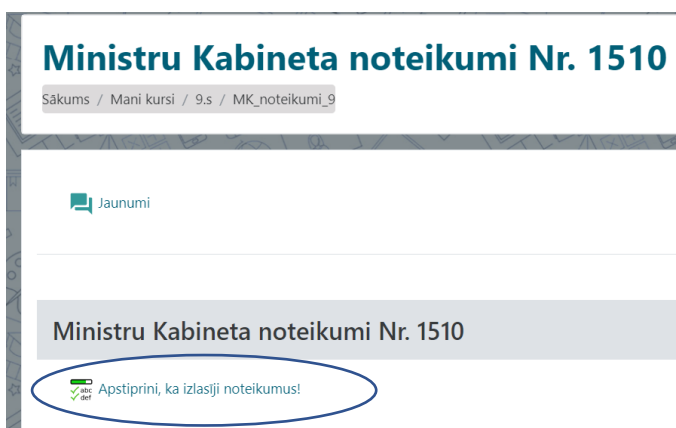 Ministru Kabineta noteikumi Nr. 1510
Sākums / Mani kursi / 9.s / MK_noteikumi_9
Jaunumi
Ministru Kabineta noteikumi Nr. 1510
abc
def
Apstiprini, ka izlasīji noteikumus!